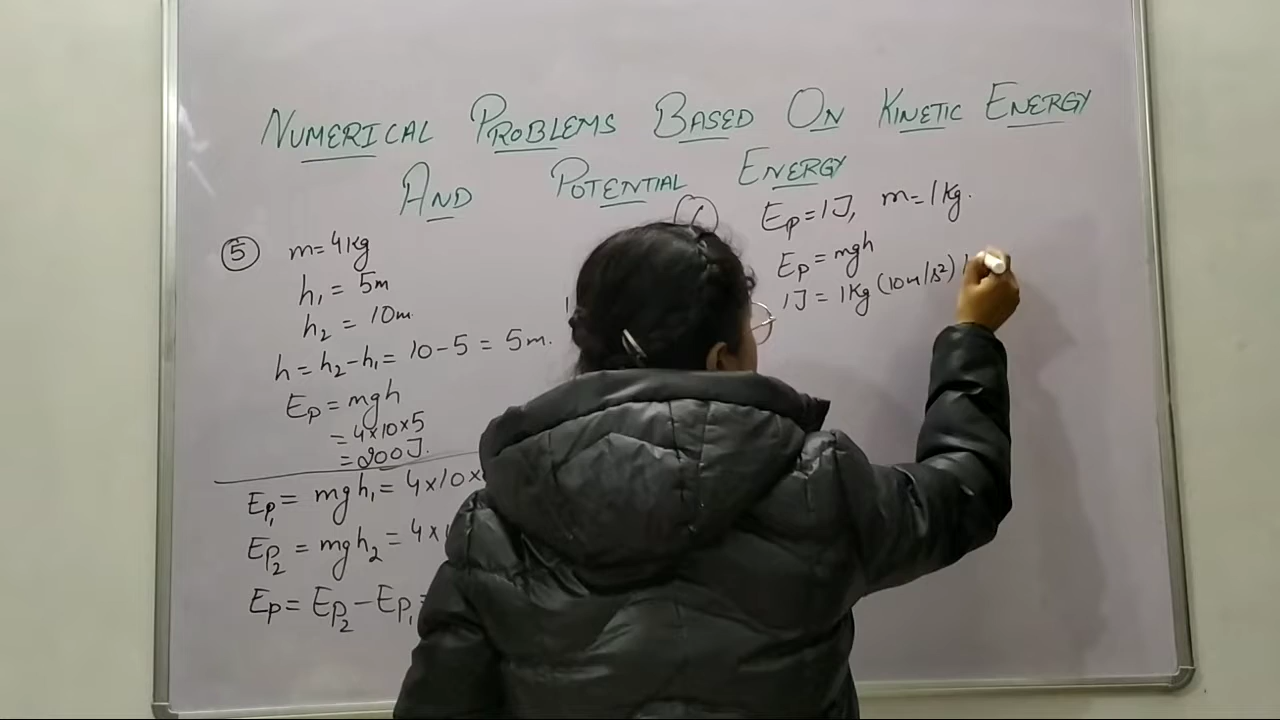 NUMERICAL PROBLEMS BASED ON KINETIC ENERGY
AND POTENTIAL ENERGY
5 m=4kg
h₁ = 5m
h₂ = 10m
h = h₂-h₁ = 10-5 = 5m.
Ep = mgh
= 4×10×5
= 200J.
Ep₁ = mgh₁ = 4×10×
Ep₂ = mgh₂ = 4×1
Ep = Ep₂ - Ep₁ =
Ep=1J, m=1kg.
Ep = mgh
1J = 1kg (10m/s²)